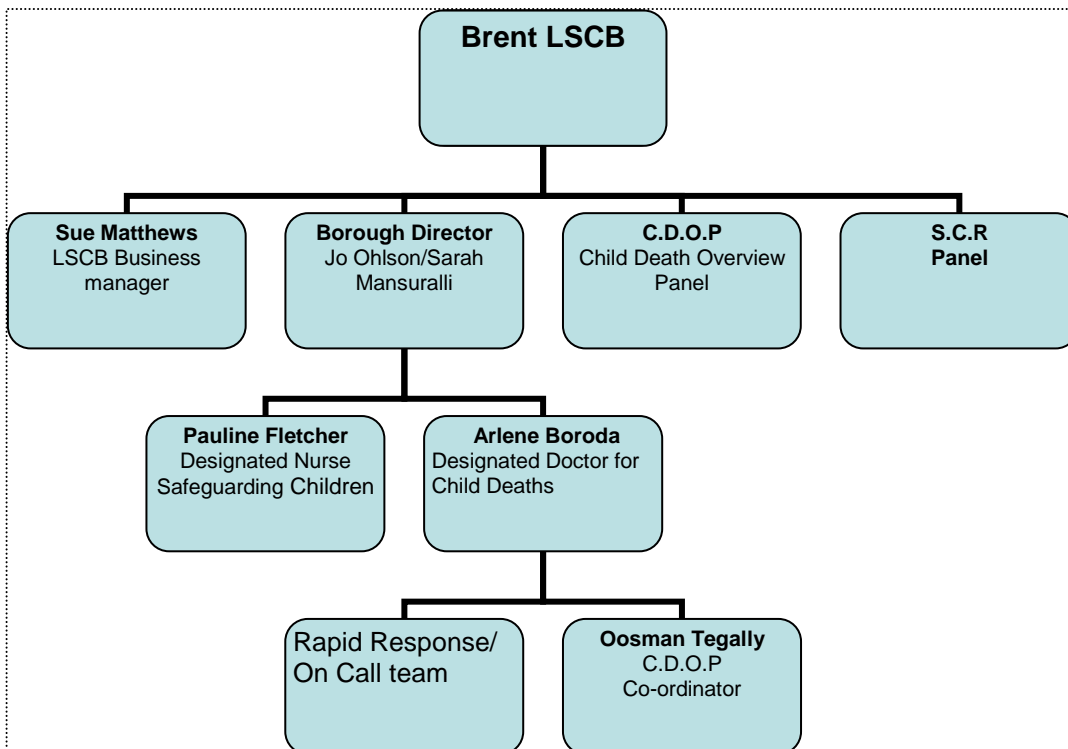 Brent LSCB
Sue Matthews
LSCB Business
manager
Borough Director
Jo Ohlson/Sarah
Mansuralli
C.D.O.P
Child Death Overview
Panel
S.C.R
Panel
Pauline Fletcher
Designated Nurse
Safeguarding Children
Arlene Boroda
Designated Doctor for
Child Deaths
Rapid Response/
On Call team
Oosman Tegally
C.D.O.P
Co-ordinator